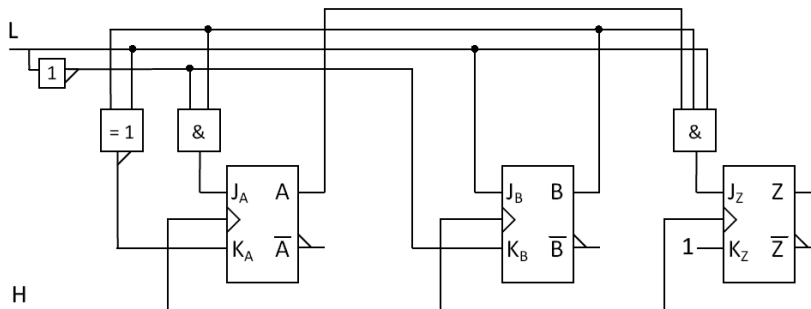 L
1
= 1
&
&
J_A A
K_A A̅
J_B B
K_B B̅
J_Z Z
1 K_Z Z̅
H